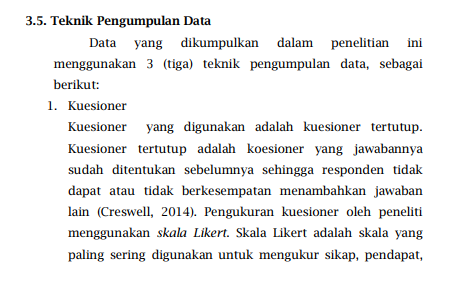 3.5. Teknik Pengumpulan Data
Data yang dikumpulkan dalam penelitian ini
menggunakan 3 (tiga) teknik pengumpulan data, sebagai
berikut:
1. Kuesioner
Kuesioner yang digunakan adalah kuesioner tertutup.
Kuesioner tertutup adalah koesioner yang jawabannya
sudah ditentukan sebelumnya sehingga responden tidak
dapat atau tidak berkesempatan menambahkan jawaban
lain (Creswell, 2014). Pengukuran kuesioner oleh peneliti
menggunakan skala Likert. Skala Likert adalah skala yang
paling sering digunakan untuk mengukur sikap, pendapat,